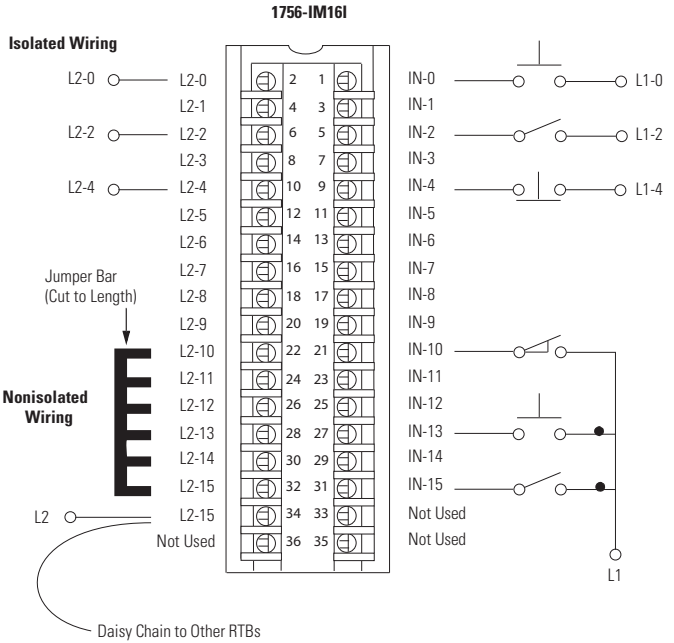 1756-IM16I
Isolated Wiring
L2-0 L2-0 2 1 IN-0 L1-0
L2-1 4 3 IN-1
L2-2 L2-2 6 5 IN-2 L1-2
L2-3 8 7 IN-3
L2-4 L2-4 10 9 IN-4 L1-4
L2-5 12 11 IN-5
L2-6 14 13 IN-6
L2-7 16 15 IN-7
Jumper Bar
(Cut to Length)
L2-8 18 17 IN-8
L2-9 20 19 IN-9
L2-10 22 21 IN-10
L2-11 24 23 IN-11
Nonisolated
Wiring
L2-12 26 25 IN-12
L2-13 28 27 IN-13
L2-14 30 29 IN-14
L2-15 32 31 IN-15
L2 L2-15 34 33 Not Used
Not Used 36 35 Not Used
L1
Daisy Chain to Other RTBs